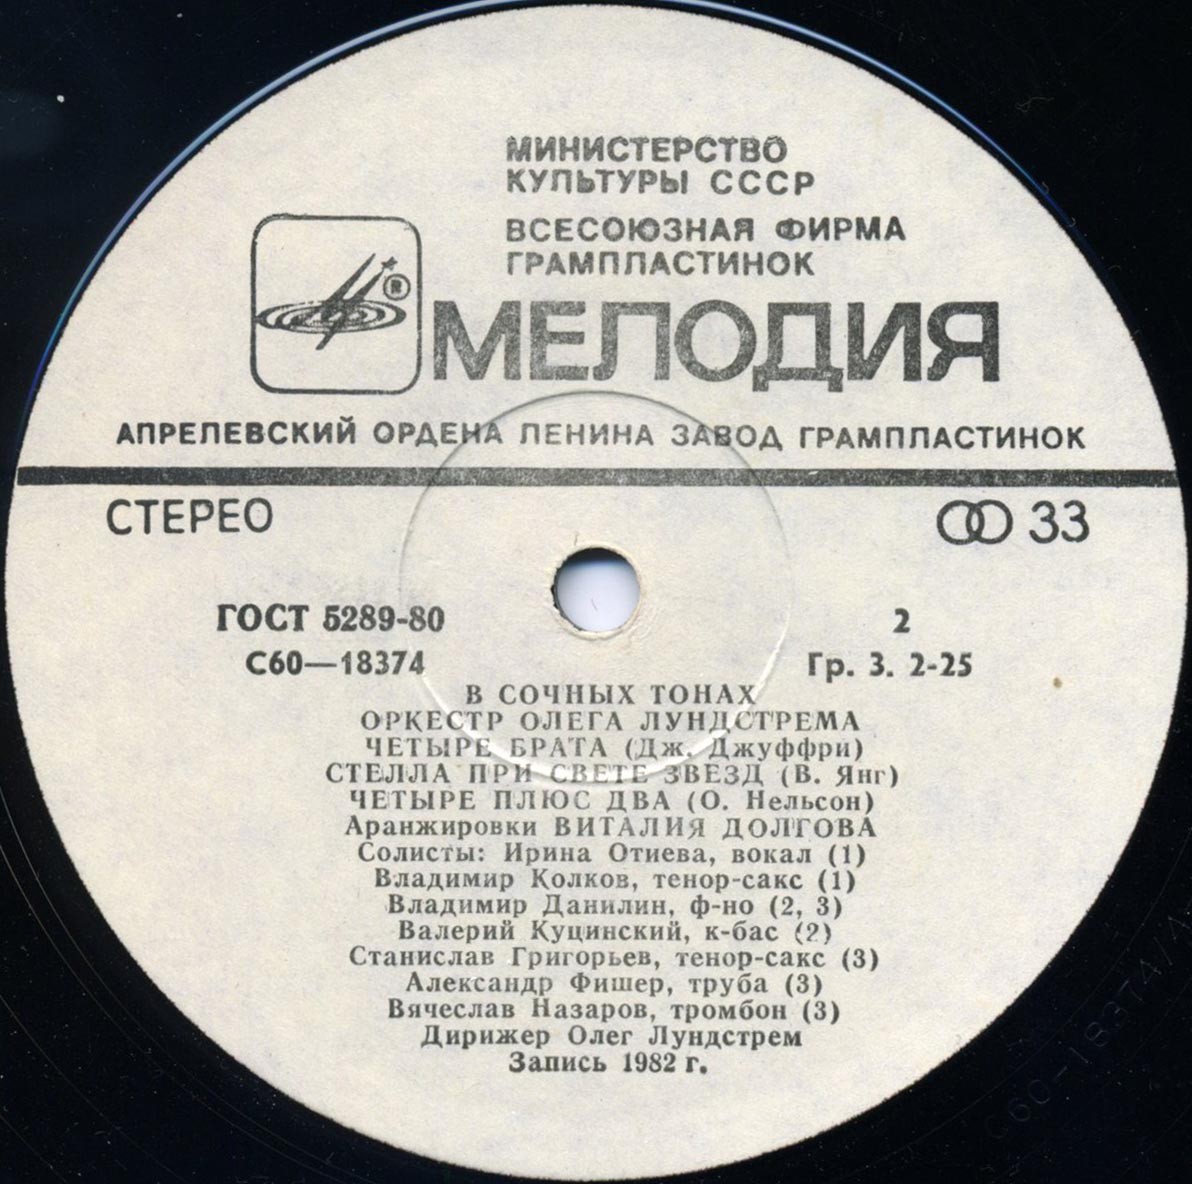 МИНИСТЕРСТВО
КУЛЬТУРЫ СССР
ВСЕСОЮЗНАЯ ФИРМА
ГРАМПЛАСТИНОК
®
МЕЛОДИЯ
АПРЕЛЕВСКИЙ ОРДЕНА ЛЕНИНА ЗАВОД ГРАМПЛАСТИНОК
СТЕРЕО
33
ГОСТ 5289-80
2
С60—18374
Гр. 3. 2-25
В СОЧНЫХ ТОНАХ
ОРКЕСТР ОЛЕГА ЛУНДСТРЕМА
ЧЕТЫРЕ БРАТА (Дж. Джуффри)
СТЕЛЛА ПРИ СВЕТЕ ЗВЕЗД (В. Янг)
ЧЕТЫРЕ ПЛЮС ДВА (О. Нельсон)
Аранжировки ВИТАЛИЯ ДОЛГОВА
Солисты: Ирина Отиева, вокал (1)
Владимир Колков, тенор-сакс (1)
Владимир Данилин, ф-но (2, 3)
Валерий Куцинский, к-бас (2)
Станислав Григорьев, тенор-сакс (3)
Александр Фишер, труба (3)
Вячеслав Назаров, тромбон (3)
Дирижер Олег Лундстрем
Запись 1982 г.